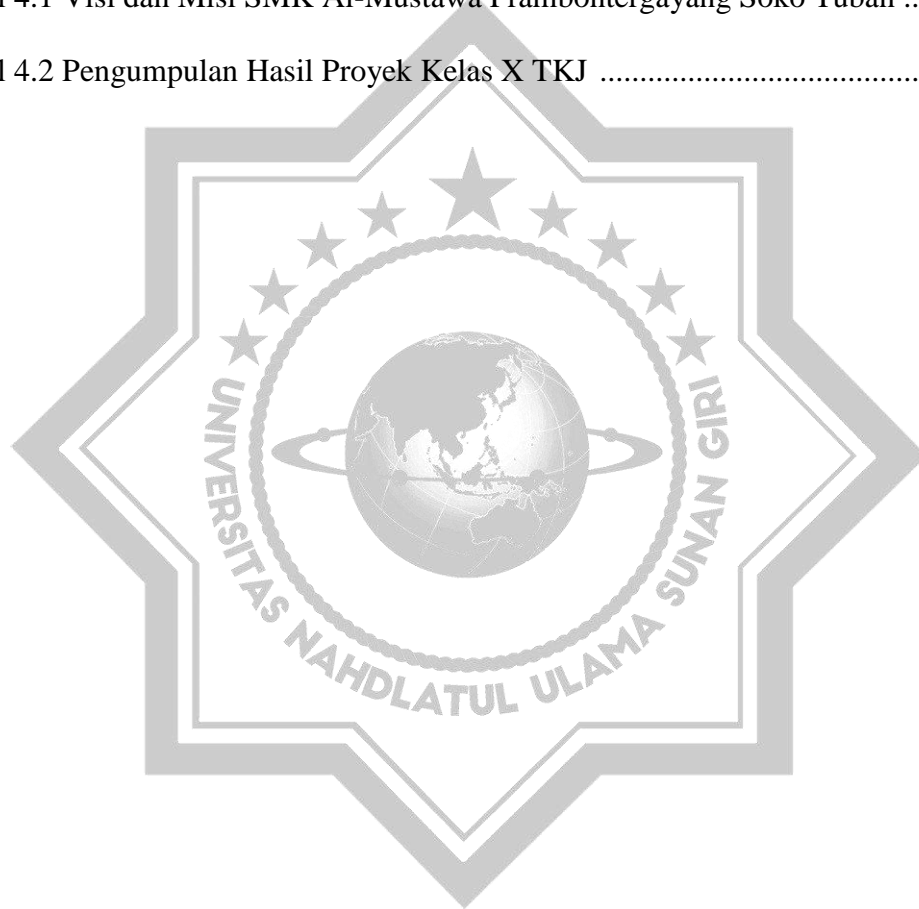 4.1 Visi dan Misi SMK Al-Mustawa Prambontergayang Soko Tuban ..
l 4.2 Pengumpulan Hasil Proyek Kelas X TKJ ........................................
UNIVERSITAS NAHDLATUL ULAMA SUNAN GIRI